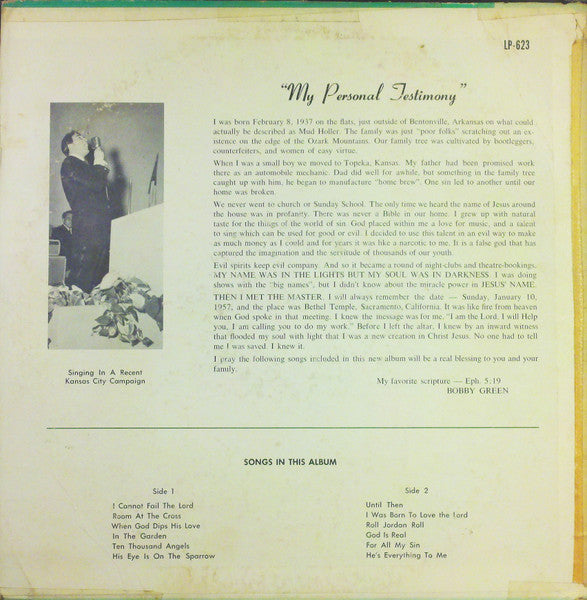 LP-623
"My Personal Testimony"
I was born February 8, 1937 on the flats, just outside of Bentonville, Arkansas on what could
actually be described as Mud Holler. The family was just "poor folks" scratching out an ex-
istence on the edge of the Ozark Mountains. Our family tree was cultivated by bootleggers,
counterfeiters, and women of easy virtue.
When I was a small boy we moved to Topeka, Kansas. My father had been promised work
there as an automobile mechanic. Dad did well for awhile, but something in the family tree
caught up with him, he began to manufacture "home brew". One sin led to another until our
home was broken.
We never went to church or Sunday School. The only time we heard the name of Jesus around
the house was in profanity. There was never a Bible in our home. I grew up with natural
taste for the things of the world of sin. God placed within me a love for music, and a talent
to sing which can be used for good or evil. I decided to use this talent in an evil way to make
as much money as I could and for years it was like a narcotic to me. It is a false god that has
captured the imagination and the servitude of thousands of our youth.
Evil spirits keep evil company. And so it became a round of night-clubs and theatre-bookings.
MY NAME WAS IN THE LIGHTS BUT MY SOUL WAS IN DARKNESS. I was doing
shows with the "big names", but I didn't know about the miracle power in JESUS' NAME.
THEN I MET THE MASTER. I will always remember the date — Sunday, January 10,
1957, and the place was Bethel Temple, Sacramento, California. It was like fire from heaven
when God spoke in that meeting. I knew the message was for me. "I am the Lord. I will Help
you, I am calling you to do my work." Before I left the altar, I knew by an inward witness
that flooded my soul with light that I was a new creation in Christ Jesus. No one had to tell
me I was saved. I knew it.
I pray the following songs included in this new album will be a real blessing to you and your
family.
My favorite scripture — Eph. 5:19
BOBBY GREEN
Singing In A Recent
Kansas City Campaign
SONGS IN THIS ALBUM
Side 1
I Cannot Fail The Lord
Room At The Cross
When God Dips His Love
In The Garden
Ten Thousand Angels
His Eye Is On The Sparrow
Side 2
Until Then
I Was Born To Love the Lord
Roll Jordan Roll
God Is Real
For All My Sin
He's Everything To Me